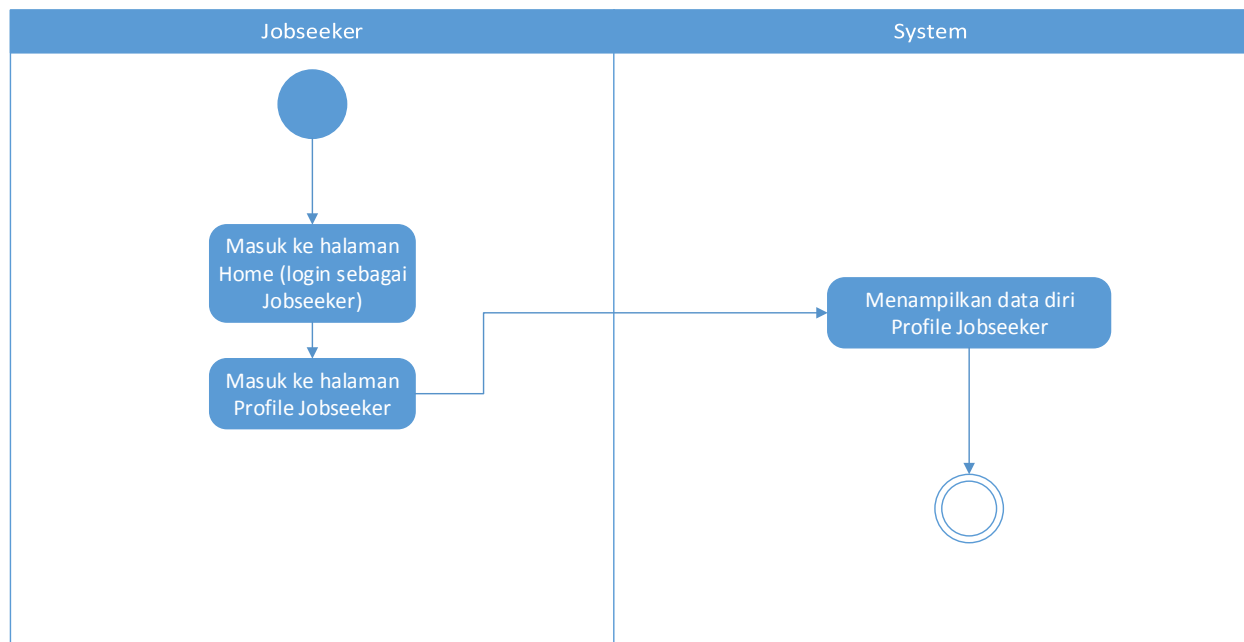 Jobseeker
System
Masuk ke halaman
Home (login sebagai
Jobseeker)
Masuk ke halaman
Profile Jobseeker
Menampilkan data diri
Profile Jobseeker